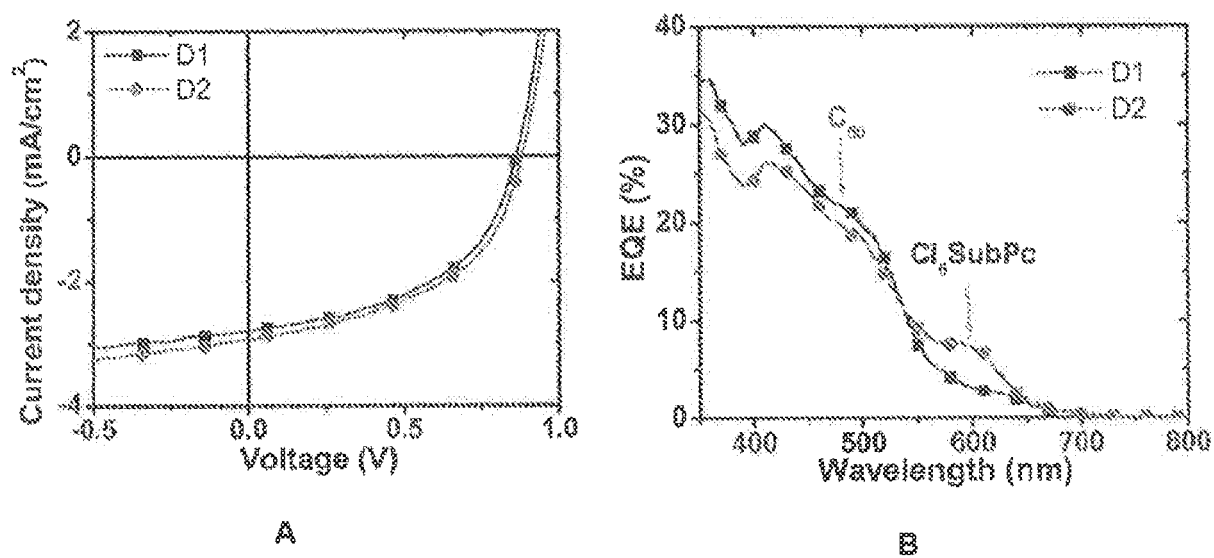 2
0
-2
-4
-0.5
0.0
0.5
1.0
Current density (mA/cm²)
Voltage (V)
D1
D2
A
40
30
20
10
0
400
500
600
700
800
EQE (%)
Wavelength (nm)
D1
D2
C₆₀
Cl₆SubPc
B